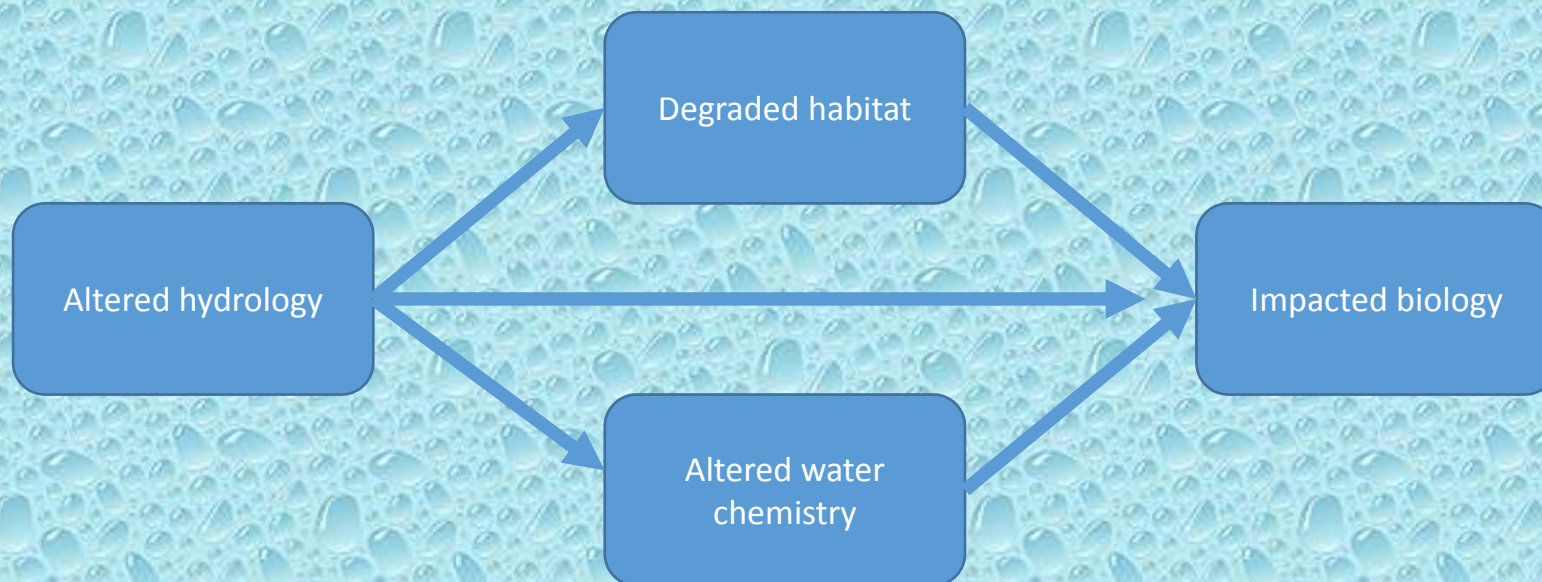 Degraded habitat
Altered hydrology
Impacted biology
Altered water
chemistry